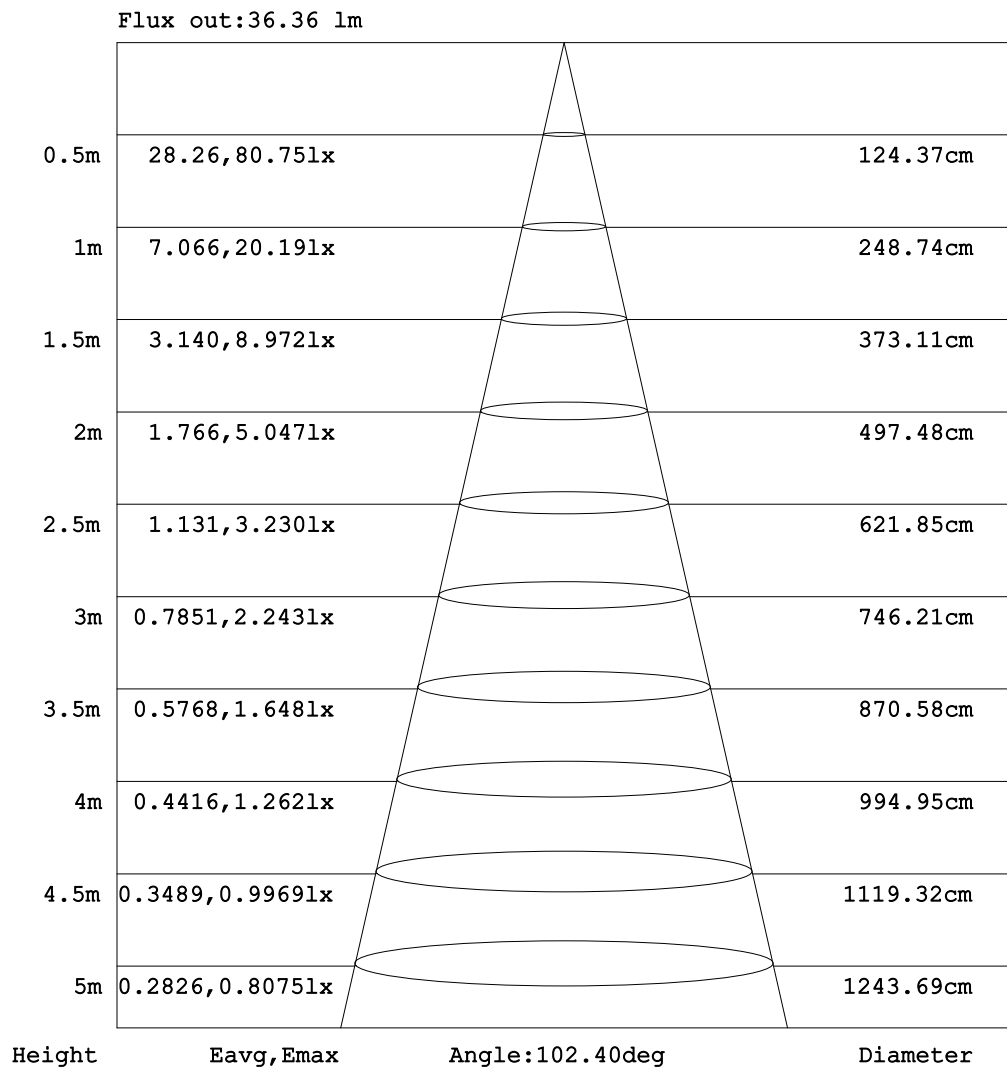 Flux out:36.36 lm
0.5m 28.26,80.75lx 124.37cm
1m 7.066,20.19lx 248.74cm
1.5m 3.140,8.972lx 373.11cm
2m 1.766,5.047lx 497.48cm
2.5m 1.131,3.230lx 621.85cm
3m 0.7851,2.243lx 746.21cm
3.5m 0.5768,1.648lx 870.58cm
4m 0.4416,1.262lx 994.95cm
4.5m 0.3489,0.9969lx 1119.32cm
5m 0.2826,0.8075lx 1243.69cm
Height Eavg,Emax Angle:102.40deg Diameter